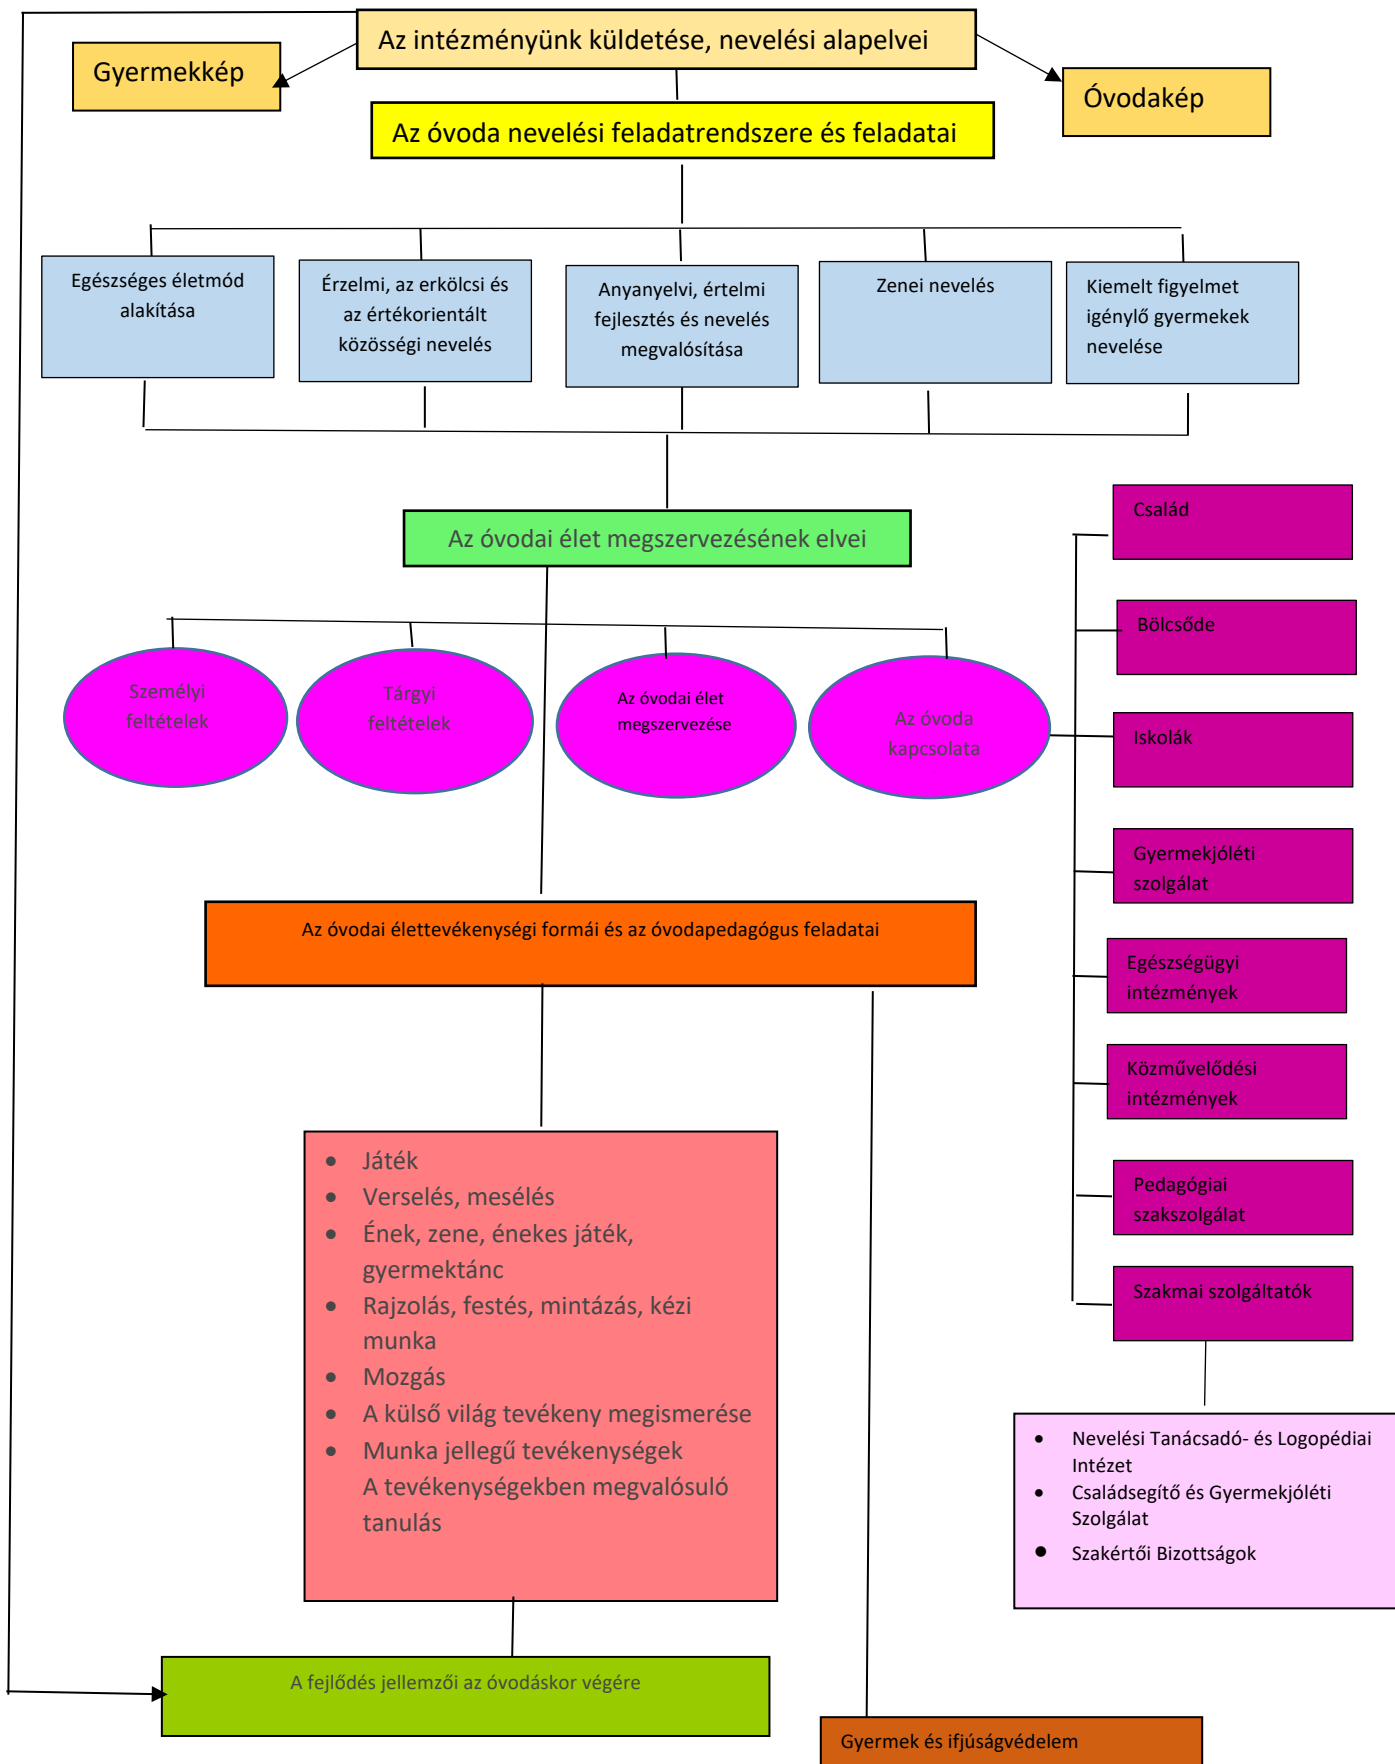 Az intézményünk küldetése, nevelési alapelvei
Gyermekkép
Óvodakép
Az óvoda nevelési feladatrendszere és feladatai
Egészséges életmód
alakítása
Érzelmi, az erkölcsi és
az értékorientált
közösségi nevelés
Anyanyelvi, értelmi
fejlesztés és nevelés
megvalósítása
Zenei nevelés
Kiemelt figyelmet
igénylő gyermekek
nevelése
Az óvodai élet megszervezésének elvei
Személyi
feltételek
Tárgyi
feltételek
Az óvodai élet
megszervezése
Az óvoda
kapcsolata
Család
Bölcsőde
Iskolák
Gyermekjóléti
szolgálat
Egészségügyi
intézmények
Közművelődési
intézmények
Pedagógiai
szakszolgálat
Szakmai szolgáltatók
• Nevelési Tanácsadó- és Logopédiai
Intézet
• Családsegítő és Gyermekjóléti
Szolgálat
• Szakértői Bizottságok
Az óvodai élettevékenységi formái és az óvodapedagógus feladatai
• Játék
• Verselés, mesélés
• Ének, zene, énekes játék,
gyermektánc
• Rajzolás, festés, mintázás, kézi
munka
• Mozgás
• A külső világ tevékeny megismerése
• Munka jellegű tevékenységek
A tevékenységekben megvalósuló
tanulás
A fejlődés jellemzői az óvodáskor végére
Gyermek és ifjúságvédelem